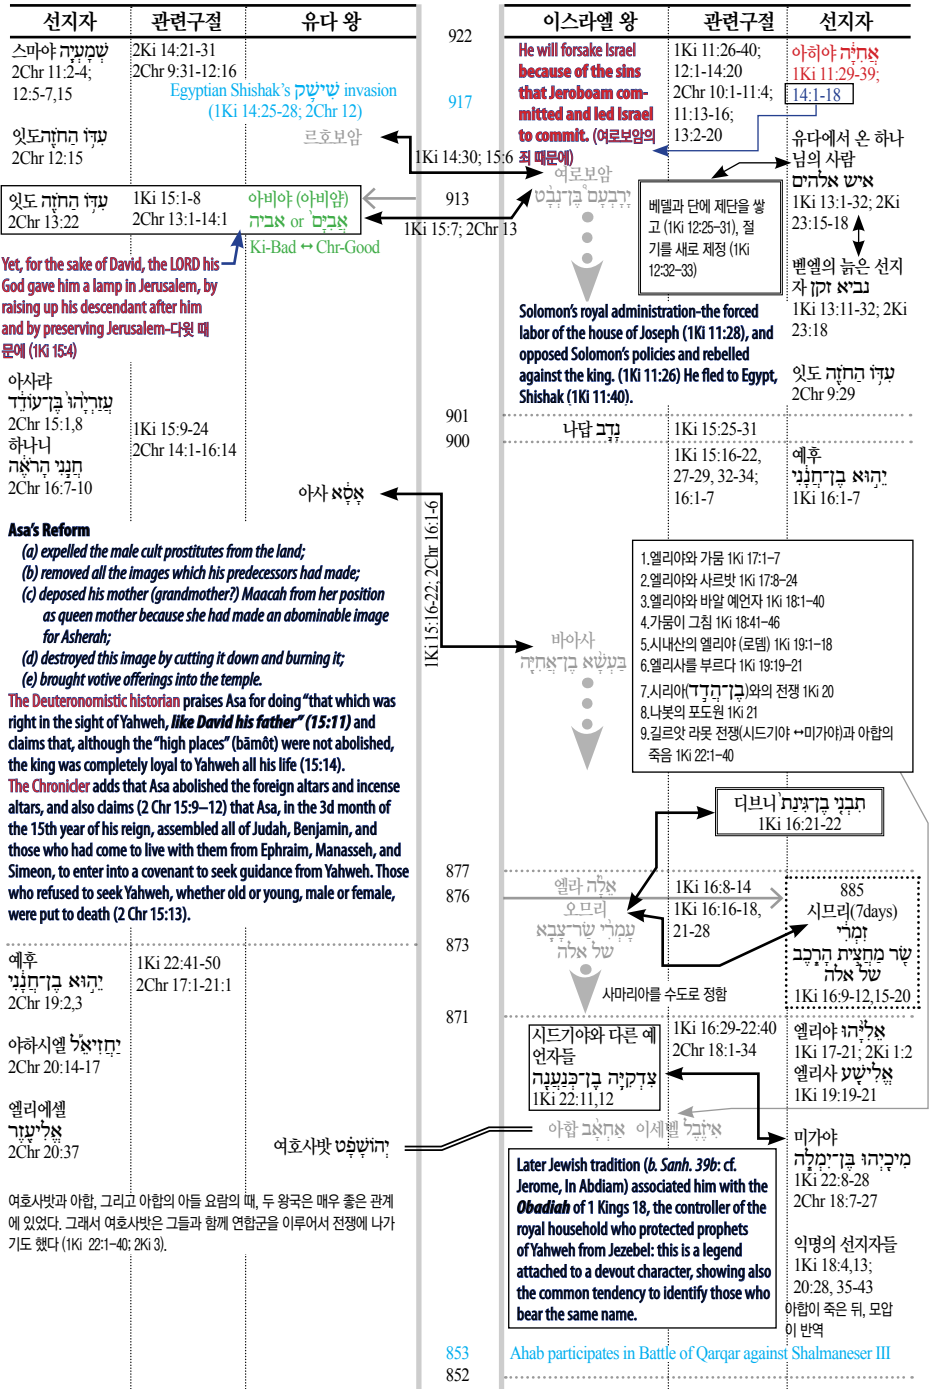 선지자 관련구절 유다 왕
스마야 שְׁמַעְיָה
2Chr 11:2-4;
12:5-7,15
2Ki 14:21-31
2Chr 9:31-12:16
Egyptian Shishak's שִׁישָׁק invasion
(1Ki 14:25-28; 2Chr 12)
잇도 עִדּוֹ הַחֹזֶה
2Chr 12:15
르호보암
잇도 עִדּוֹ הַחֹזֶה
2Chr 13:22
1Ki 15:1-8
2Chr 13:1-14:1
아비야 (아비얌)
אֲבִיָּם or אביה
Ki-Bad ↔ Chr-Good
Yet, for the sake of David, the LORD his
God gave him a lamp in Jerusalem, by
raising up his descendant after him
and by preserving Jerusalem-다윗 때
문에 (1Ki 15:4)
아사랴
עֲזַרְיָהוּ בֶּן־עוֹדֵד
2Chr 15:1,8
하나니
חֲנָנִי הָרֹאֶה
2Chr 16:7-10
1Ki 15:9-24
2Chr 14:1-16:14
아사 אָסָא
Asa's Reform
(a) expelled the male cult prostitutes from the land;
(b) removed all the images which his predecessors had made;
(c) deposed his mother (grandmother?) Maacah from her position
as queen mother because she had made an abominable image
for Asherah;
(d) destroyed this image by cutting it down and burning it;
(e) brought votive offerings into the temple.
The Deuteronomistic historian praises Asa for doing "that which was
right in the sight of Yahweh, like David his father" (15:11) and
claims that, although the "high places" (bāmôt) were not abolished,
the king was completely loyal to Yahweh all his life (15:14).
The Chronicler adds that Asa abolished the foreign altars and incense
altars, and also claims (2 Chr 15:9–12) that Asa, in the 3d month of
the 15th year of his reign, assembled all of Judah, Benjamin, and
those who had come to live with them from Ephraim, Manasseh, and
Simeon, to enter into a covenant to seek guidance from Yahweh. Those
who refused to seek Yahweh, whether old or young, male or female,
were put to death (2 Chr 15:13).
예후
יֵהוּא בֶן־חֲנָנִי
2Chr 19:2,3
1Ki 22:41-50
2Chr 17:1-21:1
야하시엘 יַחֲזִיאֵל
2Chr 20:14-17
엘리에셀
אֱלִיעֶזֶר
2Chr 20:37
여호사밧 יְהוֹשָׁפָט
여호사밧과 아합, 그리고 아합의 아들 요람의 때, 두 왕국은 매우 좋은 관계
에 있었다. 그래서 여호사밧은 그들과 함께 연합군을 이루어서 전쟁에 나가
기도 했다 (1Ki 22:1–40; 2Ki 3).
922
917
1Ki 14:30; 15:6
913
1Ki 15:7; 2Chr 13
901
900
1Ki 15:16-22; 2Chr 16:1-6
877
876
873
871
853
852
이스라엘 왕 관련구절 선지자
He will forsake Israel
because of the sins
that Jeroboam com-
mitted and led Israel
to commit. (여로보암의
죄 때문에)
1Ki 11:26-40;
12:1-14:20
2Chr 10:1-11:4;
11:13-16;
13:2-20
아히야 אֲחִיָּה
1Ki 11:29-39;
14:1-18
여로보암
יָרָבְעָם בֶּן־נְבָט
베델과 단에 제단을 쌓
고 (1Ki 12:25–31), 절
기를 새로 제정 (1Ki
12:32–33)
유다에서 온 하나
님의 사람
איש אלהים
1Ki 13:1-32; 2Ki
23:15-18
벧엘의 늙은 선지
자 נביא זקן
1Ki 13:11-32; 2Ki
23:18
잇도 עִדּוֹ הַחֹזֶה
2Chr 9:29
Solomon's royal administration-the forced
labor of the house of Joseph (1Ki 11:28), and
opposed Solomon's policies and rebelled
against the king. (1Ki 11:26) He fled to Egypt,
Shishak (1Ki 11:40).
나답 נָדָב
1Ki 15:25-31
1Ki 15:16-22,
27-29, 32-34;
16:1-7
예후
יֵהוּא בֶן־חֲנָנִי
1Ki 16:1-7
1.엘리야와 가뭄 1Ki 17:1–7
2.엘리야와 사르밧 1Ki 17:8–24
3.엘리야와 바알 예언자 1Ki 18:1–40
4.가뭄이 그침 1Ki 18:41–46
5.시내산의 엘리야 (로뎀) 1Ki 19:1–18
6.엘리사를 부르다 1Ki 19:19–21
7.시리아(בֶן־הֲדַד)와의 전쟁 1Ki 20
8.나봇의 포도원 1Ki 21
9.길르앗 라못 전쟁(시드기야 ↔미가야)과 아합의
죽음 1Ki 22:1–40
바아사
בַּעְשָׁא בֶן־אֲחִיָּה
디브니 תִבְנִי בֶן־גִּינַת
1Ki 16:21-22
엘라 אֵלָה
1Ki 16:8-14
오므리
עָמְרִי שַׂר־צָבָא
של אלה
1Ki 16:16-18,
21-28
885
시므리(7days)
זִמְרִי
שַׂר מַחֲצִית הָרָכֶב
של אלה
1Ki 16:9-12,15-20
사마리아를 수도로 정함
시드기야와 다른 예
언자들
צִדְקִיָּה בֶן־כְּנַעֲנָה
1Ki 22:11,12
1Ki 16:29-22:40
2Chr 18:1-34
엘리야 אֵלִיָּהוּ
1Ki 17-21; 2Ki 1:2
엘리사 אֱלִישָׁע
1Ki 19:19-21
아합 אַחְאָב 이세벨 אִיזֶבֶל
미가야
מִיכָיְהוּ בֶּן־יִמְלָה
1Ki 22:8-28
2Chr 18:7-27
Later Jewish tradition (b. Sanh. 39b: cf.
Jerome, In Abdiam) associated him with the
Obadiah of 1 Kings 18, the controller of the
royal household who protected prophets
of Yahweh from Jezebel: this is a legend
attached to a devout character, showing also
the common tendency to identify those who
bear the same name.
익명의 선지자들
1Ki 18:4,13;
20:28, 35-43
아합이 죽은 뒤, 모압
이 반역
Ahab participates in Battle of Qarqar against Shalmaneser III